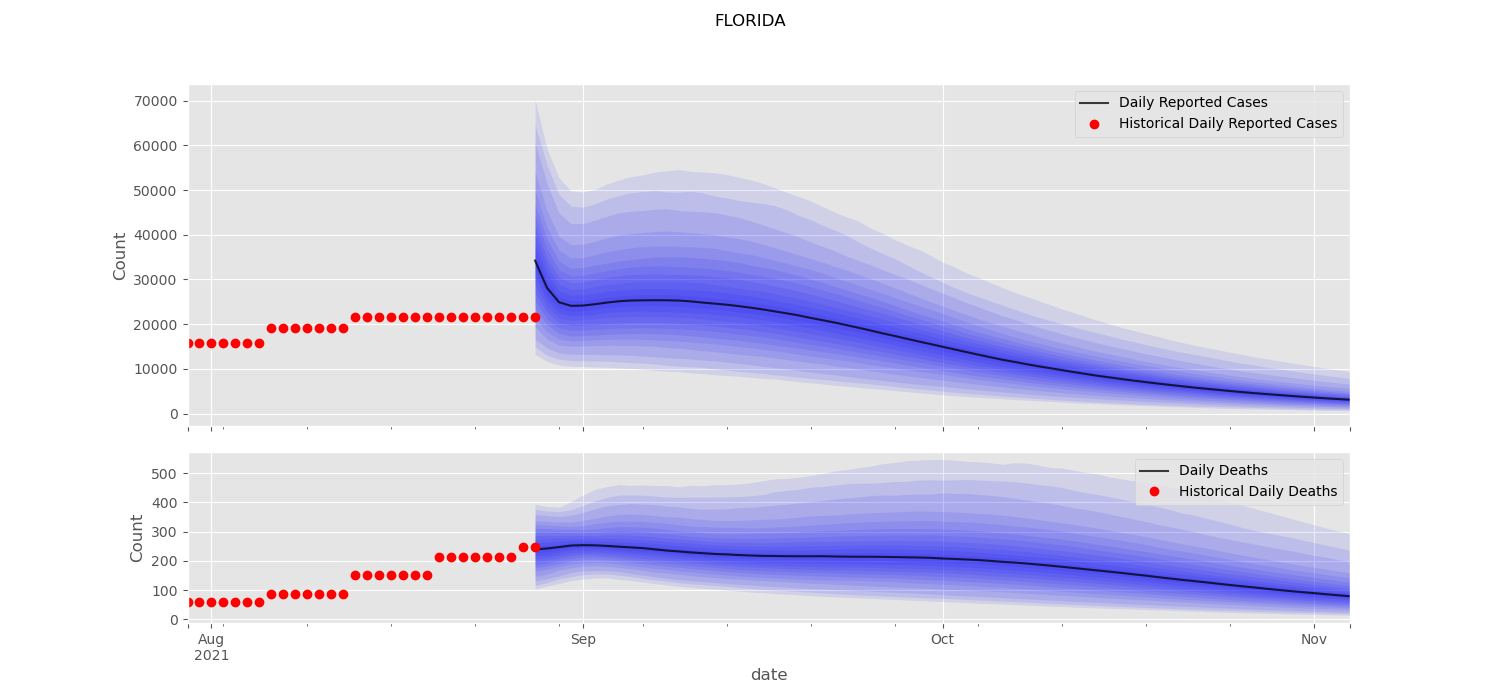 FLORIDA
70000
60000
50000
40000
30000
20000
10000
0
Count
Daily Reported Cases
Historical Daily Reported Cases
500
400
300
200
100
0
Count
Daily Deaths
Historical Daily Deaths
Aug
2021
Sep
Oct
Nov
date